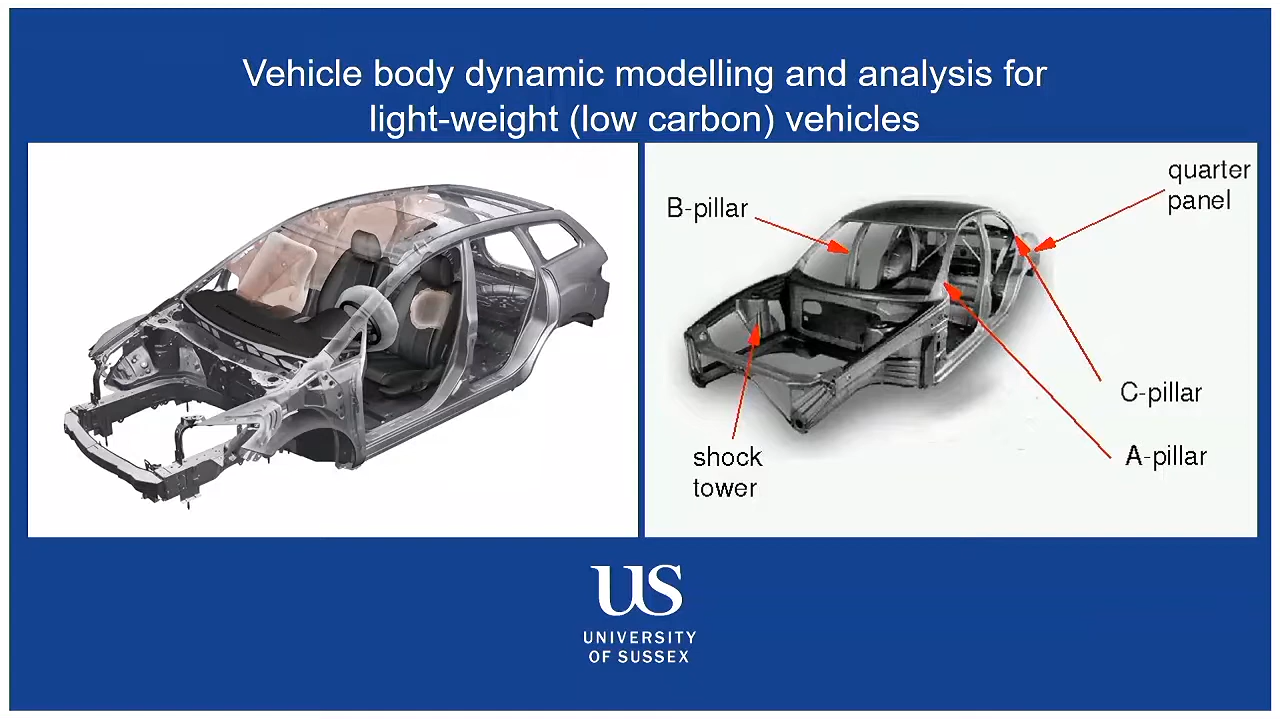 Vehicle body dynamic modelling and analysis for
light-weight (low carbon) vehicles
quarter
panel
B-pillar
C-pillar
A-pillar
shock
tower
US
UNIVERSITY
OF SUSSEX